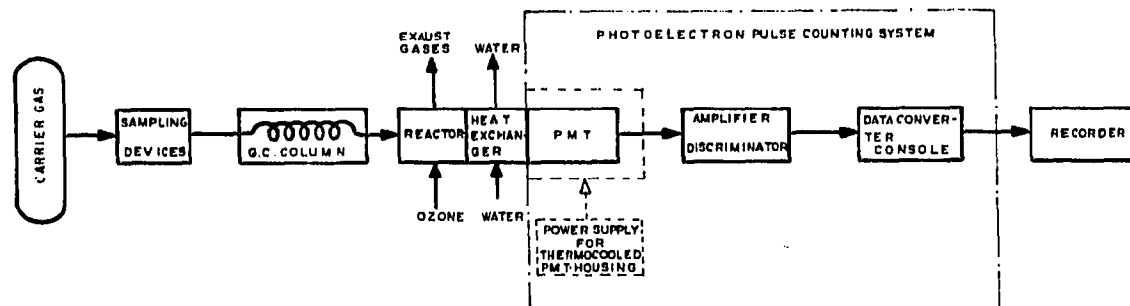 PHOTOELECTRON PULSE COUNTING SYSTEM
EXAUST
GASES
WATER
CARRIER GAS
SAMPLING
DEVICES
G.C. COLUMN
REACTOR
HEAT
EXCHAN-
GER
PMT
AMPLIFIER
DISCRIMINATOR
DATA CONVER-
TER
CONSOLE
RECORDER
OZONE
WATER
POWER SUPPLY
FOR
THERMOCOOLED
PMT-HOUSING